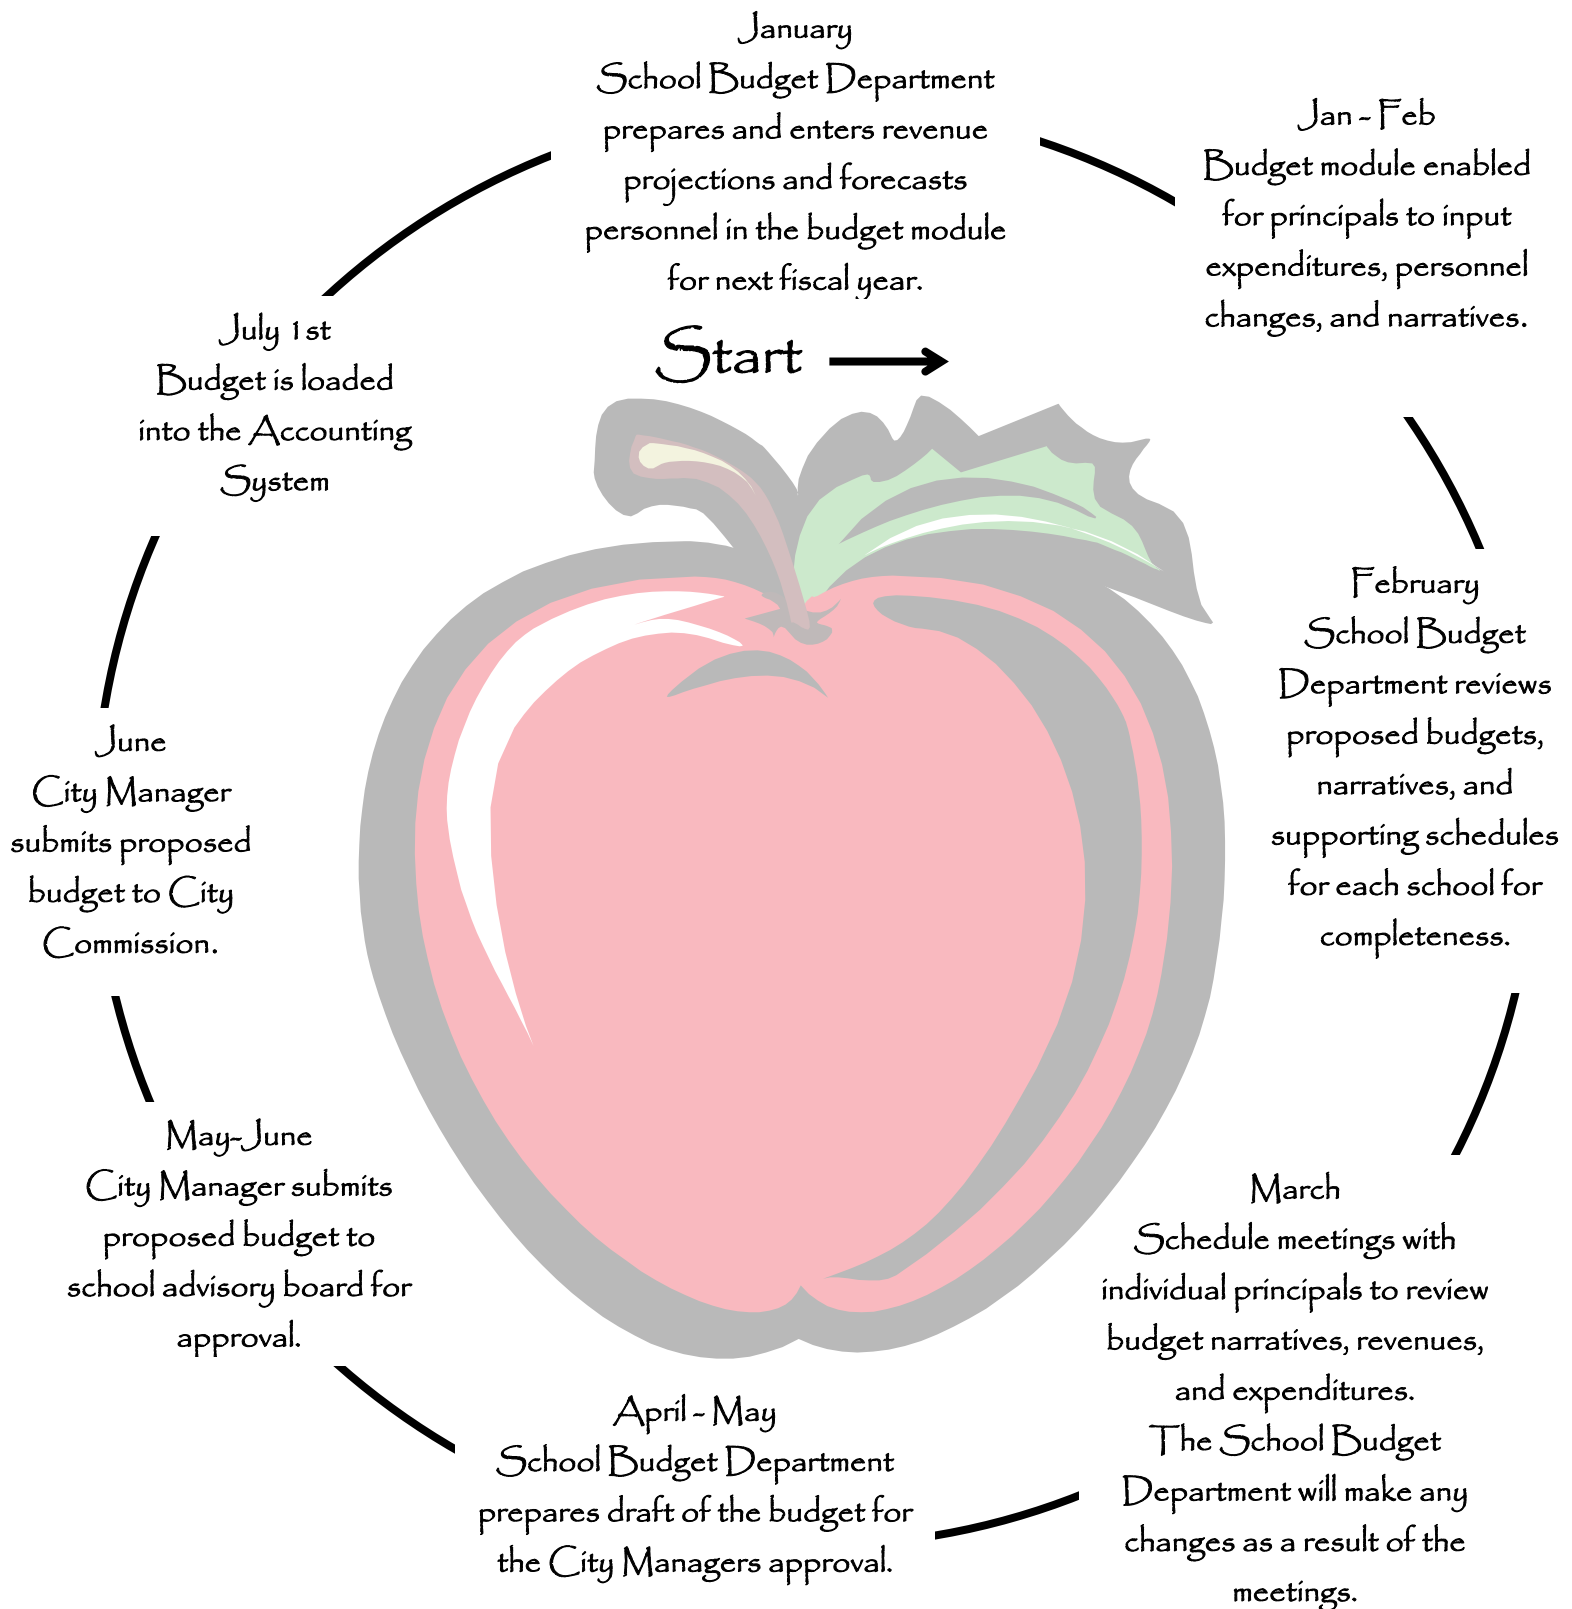 January
School Budget Department
prepares and enters revenue
projections and forecasts
personnel in the budget module
for next fiscal year.
Start
Jan - Feb
Budget module enabled
for principals to input
expenditures, personnel
changes, and narratives.
February
School Budget
Department reviews
proposed budgets,
narratives, and
supporting schedules
for each school for
completeness.
March
Schedule meetings with
individual principals to review
budget narratives, revenues,
and expenditures.
The School Budget
Department will make any
changes as a result of the
meetings.
April - May
School Budget Department
prepares draft of the budget for
the City Managers approval.
May-June
City Manager submits
proposed budget to
school advisory board for
approval.
June
City Manager
submits proposed
budget to City
Commission.
July 1st
Budget is loaded
into the Accounting
System